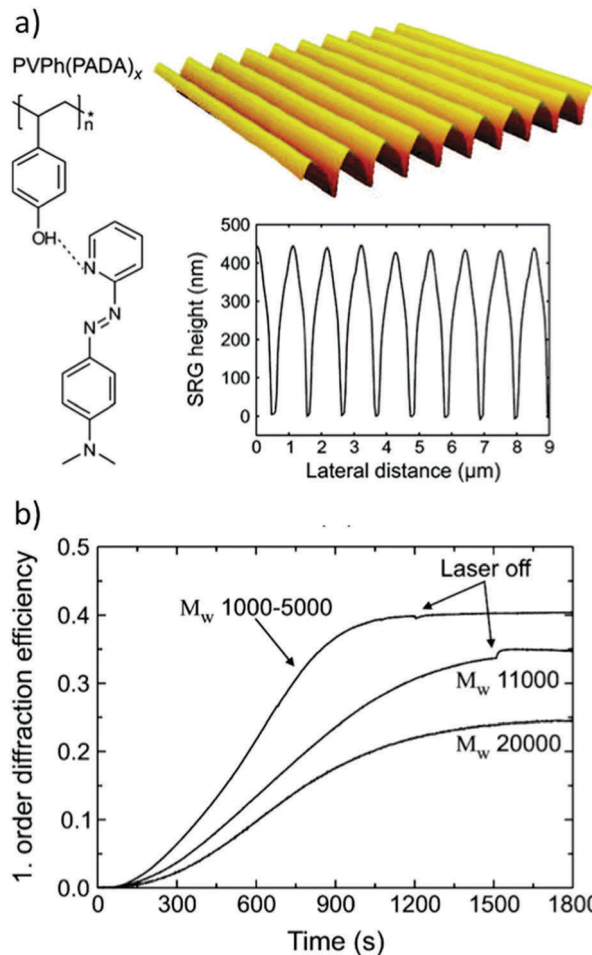 a)
PVPh(PADA)x
*
n
OH
N
N
N
N
500
400
300
200
100
0
SRG height (nm)
0 1 2 3 4 5 6 7 8 9
Lateral distance (µm)
b)
0.5
0.4
0.3
0.2
0.1
0.0
1. order diffraction efficiency
Laser off
Mw 1000-5000
Mw 11000
Mw 20000
0 300 600 900 1200 1500 180
Time (s)